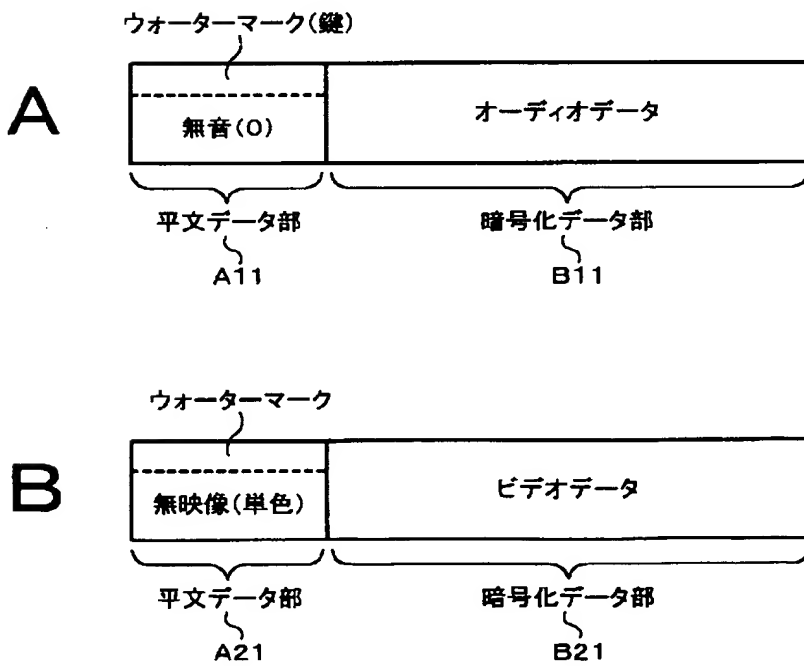 ウォーターマーク(鍵)
A
無音(0)
オーディオデータ
平文データ部
暗号化データ部
A11
B11
ウォーターマーク
B
無映像(単色)
ビデオデータ
平文データ部
暗号化データ部
A21
B21